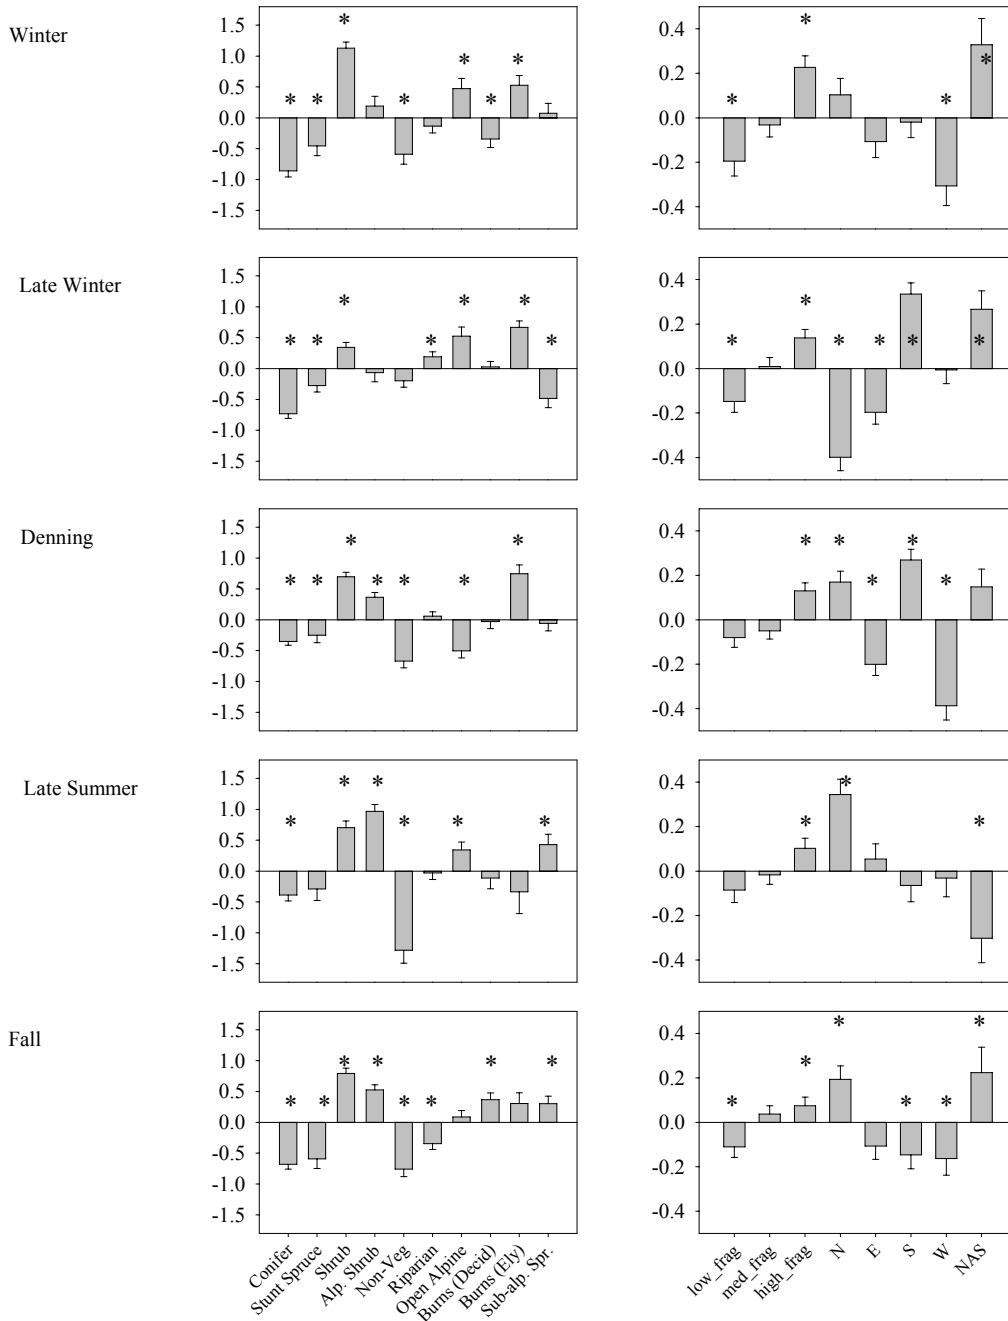 Winter
1.5
1.0
0.5
0.0
-0.5
-1.0
-1.5
* * * * * * *
0.4
0.2
0.0
-0.2
-0.4
* * * *
Late Winter
1.5
1.0
0.5
0.0
-0.5
-1.0
-1.5
* * * * * * *
0.4
0.2
0.0
-0.2
-0.4
* * * * * *
Denning
1.5
1.0
0.5
0.0
-0.5
-1.0
-1.5
* * * * * * *
0.4
0.2
0.0
-0.2
-0.4
* * * * *
Late Summer
1.5
1.0
0.5
0.0
-0.5
-1.0
-1.5
* * * * * *
0.4
0.2
0.0
-0.2
-0.4
* * *
Fall
1.5
1.0
0.5
0.0
-0.5
-1.0
-1.5
* * * * * * * *
0.4
0.2
0.0
-0.2
-0.4
* * * * * *
Conifer
Stunt Spruce
Shrub
Alp. Shrub
Non-Veg
Riparian
Open Alpine
Burns (Decid)
Burns (Ely)
Sub-alp. Spr.
low_frag
med_frag
high_frag
N
E
S
W
NAS